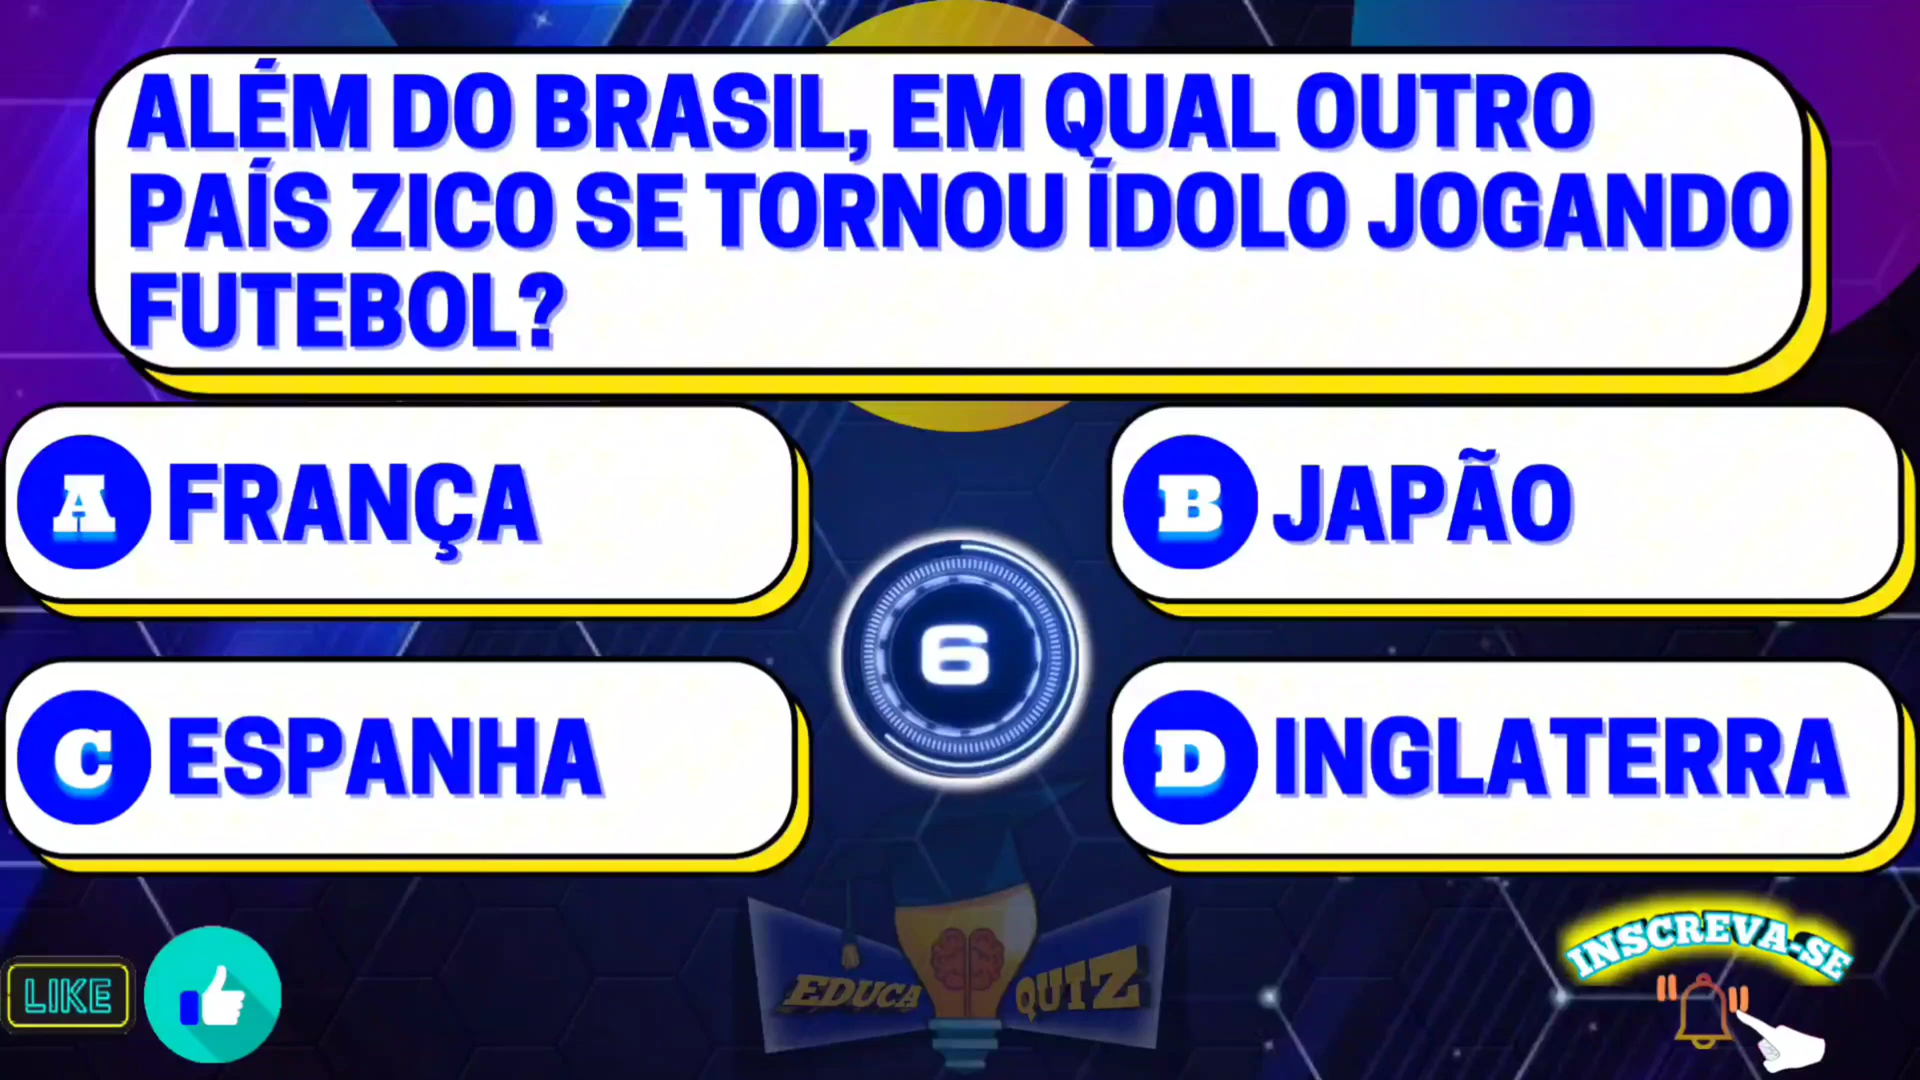 ALÉM DO BRASIL, EM QUAL OUTRO
PAÍS ZICO SE TORNOU ÍDOLO JOGANDO
FUTEBOL?
A FRANÇA
B JAPÃO
6
C ESPANHA
D INGLATERRA
INSCREVA-SE
LIKE
EDUCA QUIZ